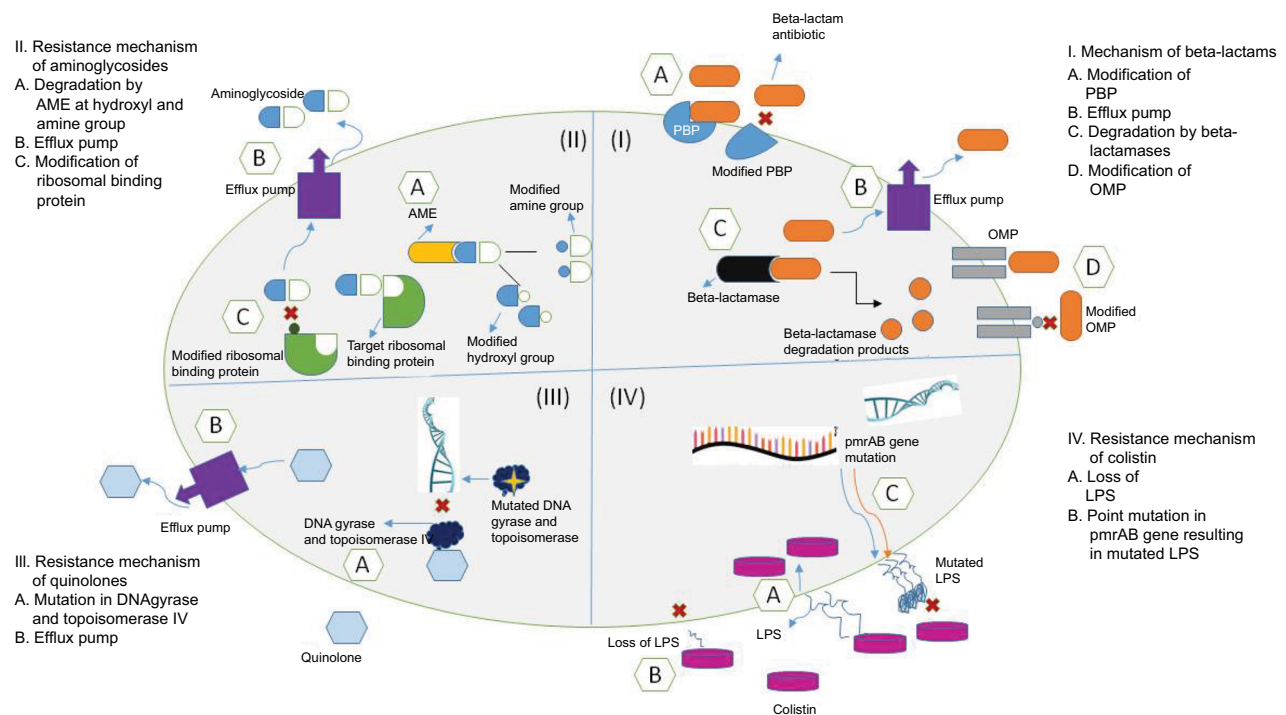 II. Resistance mechanism
of aminoglycosides
A. Degradation by
AME at hydroxyl and
amine group
B. Efflux pump
C. Modification of
ribosomal binding
protein
Aminoglycoside
B
Efflux pump
A
AME
Modified
amine group
(II)
C
Modified ribosomal
binding protein
Target ribosomal
binding protein
Modified
hydroxyl group
Beta-lactam
antibiotic
A
PBP
Modified PBP
(I)
B
Efflux pump
C
Beta-lactamase
Beta-lactamase
degradation products
OMP
D
Modified
OMP
I. Mechanism of beta-lactams
A. Modification of
PBP
B. Efflux pump
C. Degradation by beta-
lactamases
D. Modification of
OMP
(III)
B
Efflux pump
DNA gyrase
and topoisomerase IV
Mutated DNA
gyrase and
topoisomerase
A
Quinolone
III. Resistance mechanism
of quinolones
A. Mutation in DNAgyrase
and topoisomerase IV
B. Efflux pump
(IV)
pmrAB gene
mutation
C
Mutated
LPS
A
LPS
Loss of LPS
B
Colistin
IV. Resistance mechanism
of colistin
A. Loss of
LPS
B. Point mutation in
pmrAB gene resulting
in mutated LPS